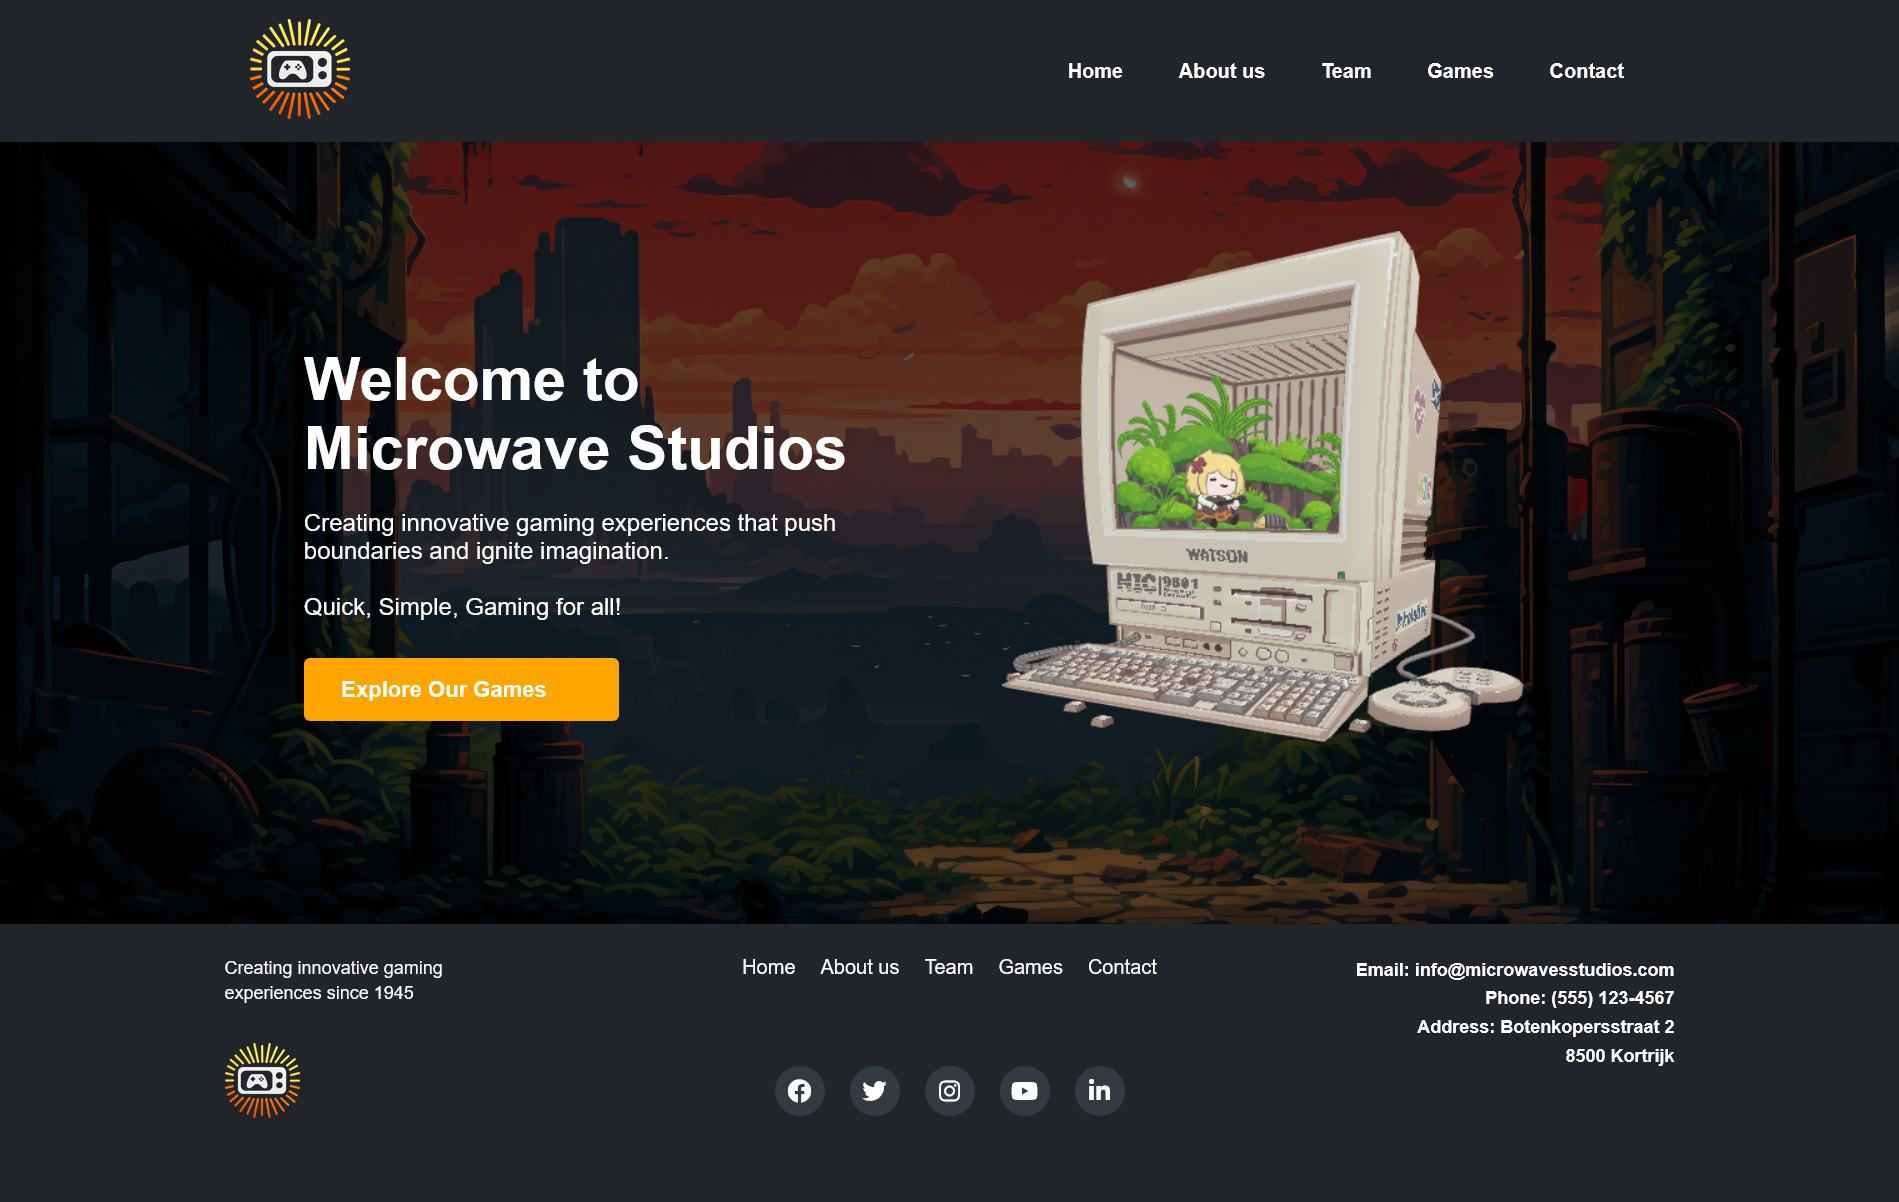 Home About us Team Games Contact
Welcome to
Microwave Studios
Creating innovative gaming experiences that push
boundaries and ignite imagination.
Quick, Simple, Gaming for all!
Explore Our Games
WATSON
9801
Creating innovative gaming
experiences since 1945
Home About us Team Games Contact
Email: info@microwavesstudios.com
Phone: (555) 123-4567
Address: Botenkopersstraat 2
8500 Kortrijk